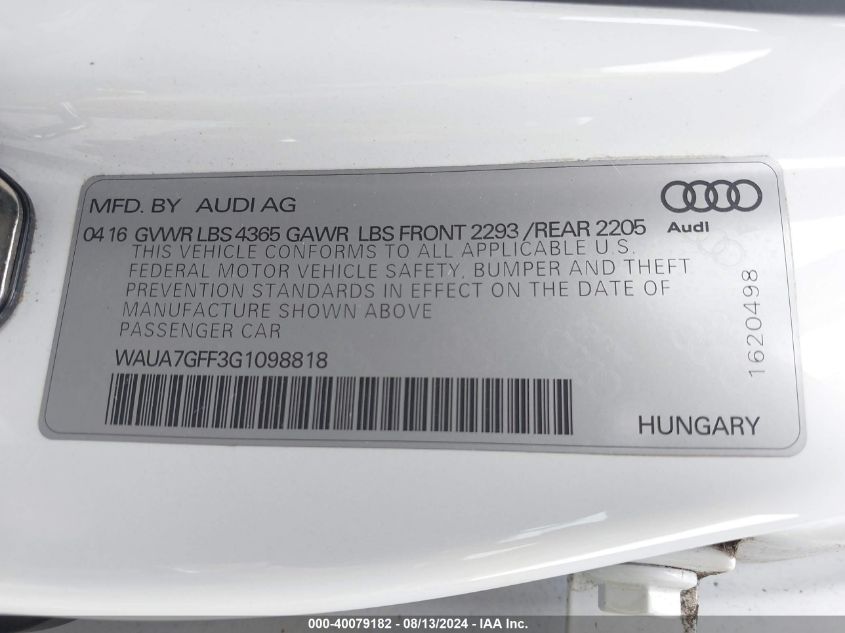 MFD. BY AUDI AG
04 16 GVWR LBS 4365 GAWR LBS FRONT 2293 /REAR 2205
Audi
THIS VEHICLE CONFORMS TO ALL APPLICABLE U.S.
FEDERAL MOTOR VEHICLE SAFETY, BUMPER AND THEFT
PREVENTION STANDARDS IN EFFECT ON THE DATE OF
MANUFACTURE SHOWN ABOVE
PASSENGER CAR
WAUA7GFF3G1098818
1620498
HUNGARY
000-40079182 - 08/13/2024 - IAA Inc.